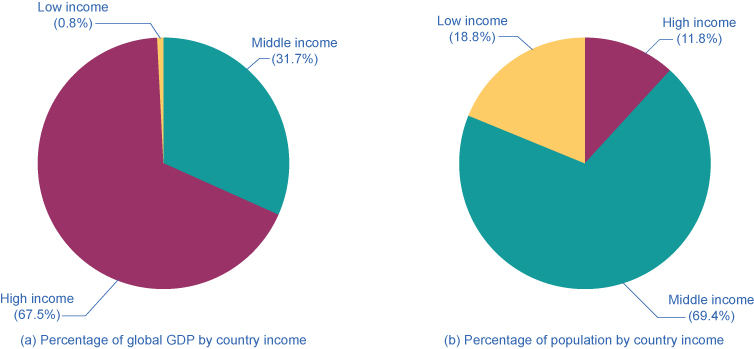 Low income
(0.8%)
Middle income
(31.7%)
High income
(67.5%)
(a) Percentage of global GDP by country income
Low income
(18.8%)
High income
(11.8%)
Middle income
(69.4%)
(b) Percentage of population by country income